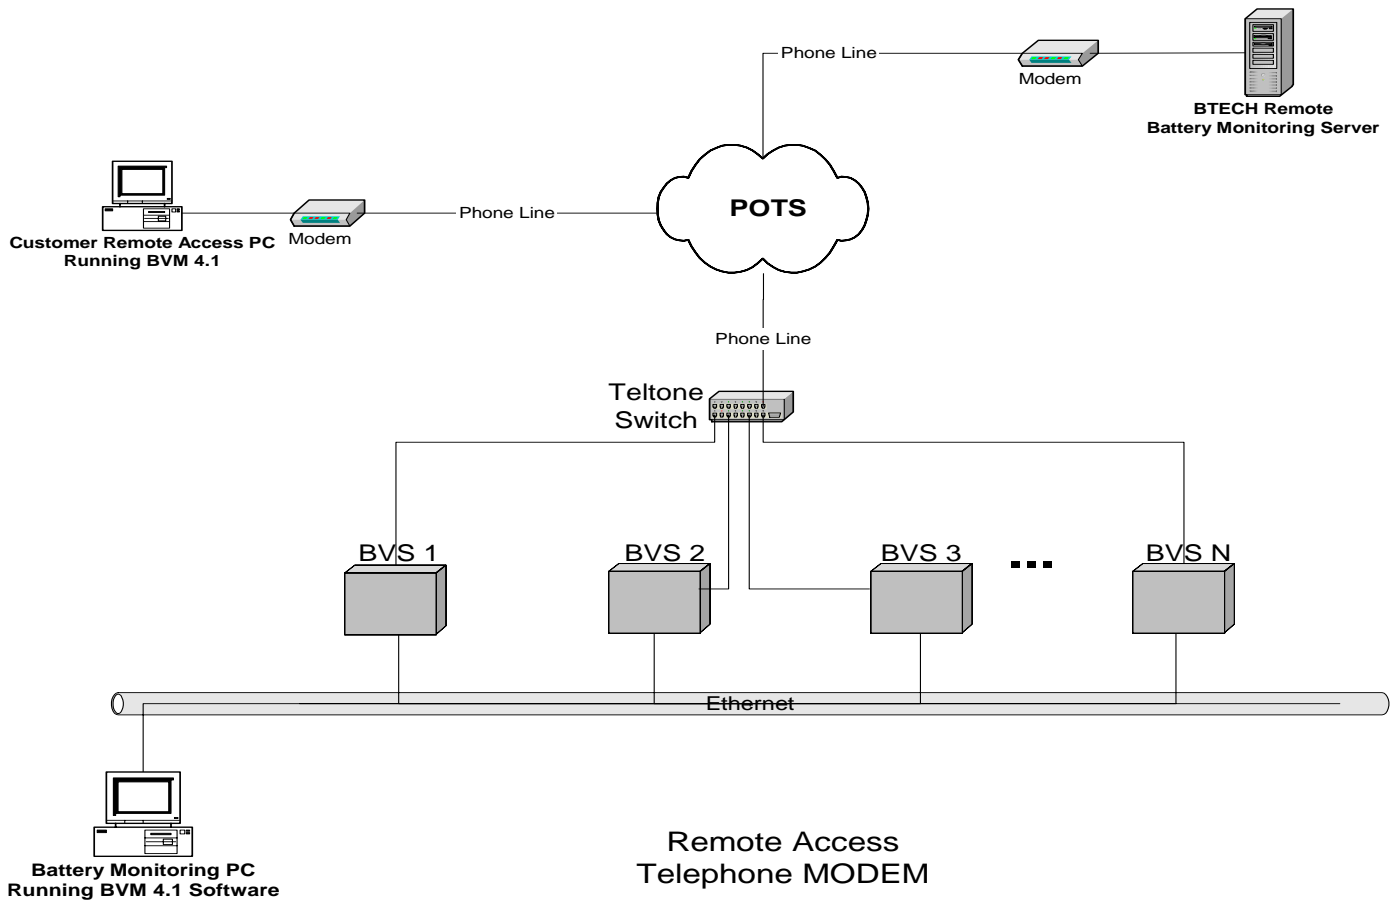 Phone Line
Modem
BTECH Remote
Battery Monitoring Server
POTS
Phone Line
Customer Remote Access PC
Running BVM 4.1
Modem
Phone Line
Teltone
Switch
BVS 1
BVS 2
BVS 3
...
BVS N
Ethernet
Battery Monitoring PC
Running BVM 4.1 Software
Remote Access
Telephone MODEM